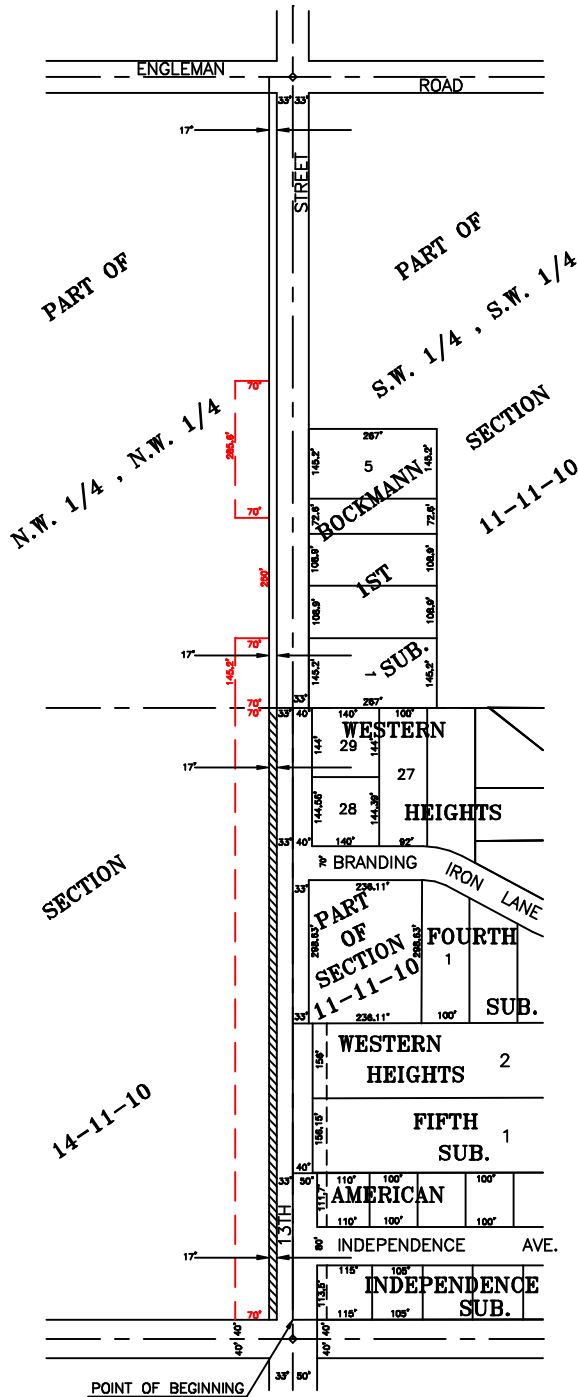 ENGLEMAN
ROAD
33' 33'
17'
STREET
PART OF
PART OF
S.W. 1/4 , S.W. 1/4
70'
N.W. 1/4 , N.W. 1/4
285.6'
SECTION
267'
145.2'
5
145.2'
11-11-10
70'
BOCKMANN
72.6'
72.6'
108.9'
108.9'
250'
1ST
108.9'
108.9'
70'
SUB.
17'
145.2'
145.2'
1
145.2'
70'
33'
267'
70'
33' 40'
140'
100'
WESTERN
144'
29
144'
17'
27
144.56'
28
144.39'
HEIGHTS
33' 40'
140'
92'
70'
BRANDING
IRON LANE
SECTION
33'
236.11'
PART
OF
SECTION
11-11-10
298.63'
298.63'
FOURTH
1
SUB.
33'
236.11'
100'
WESTERN
HEIGHTS
156'
2
14-11-10
FIFTH
SUB.
156.15'
1
40'
33' 50'
110'
100'
100'
111.7'
AMERICAN
110'
100'
100'
13TH
80'
INDEPENDENCE
AVE.
17'
115'
105'
113.5'
INDEPENDENCE
SUB.
70'
115'
105'
40' 40'
40' 40'
40' 40'
33' 50'
POINT OF BEGINNING